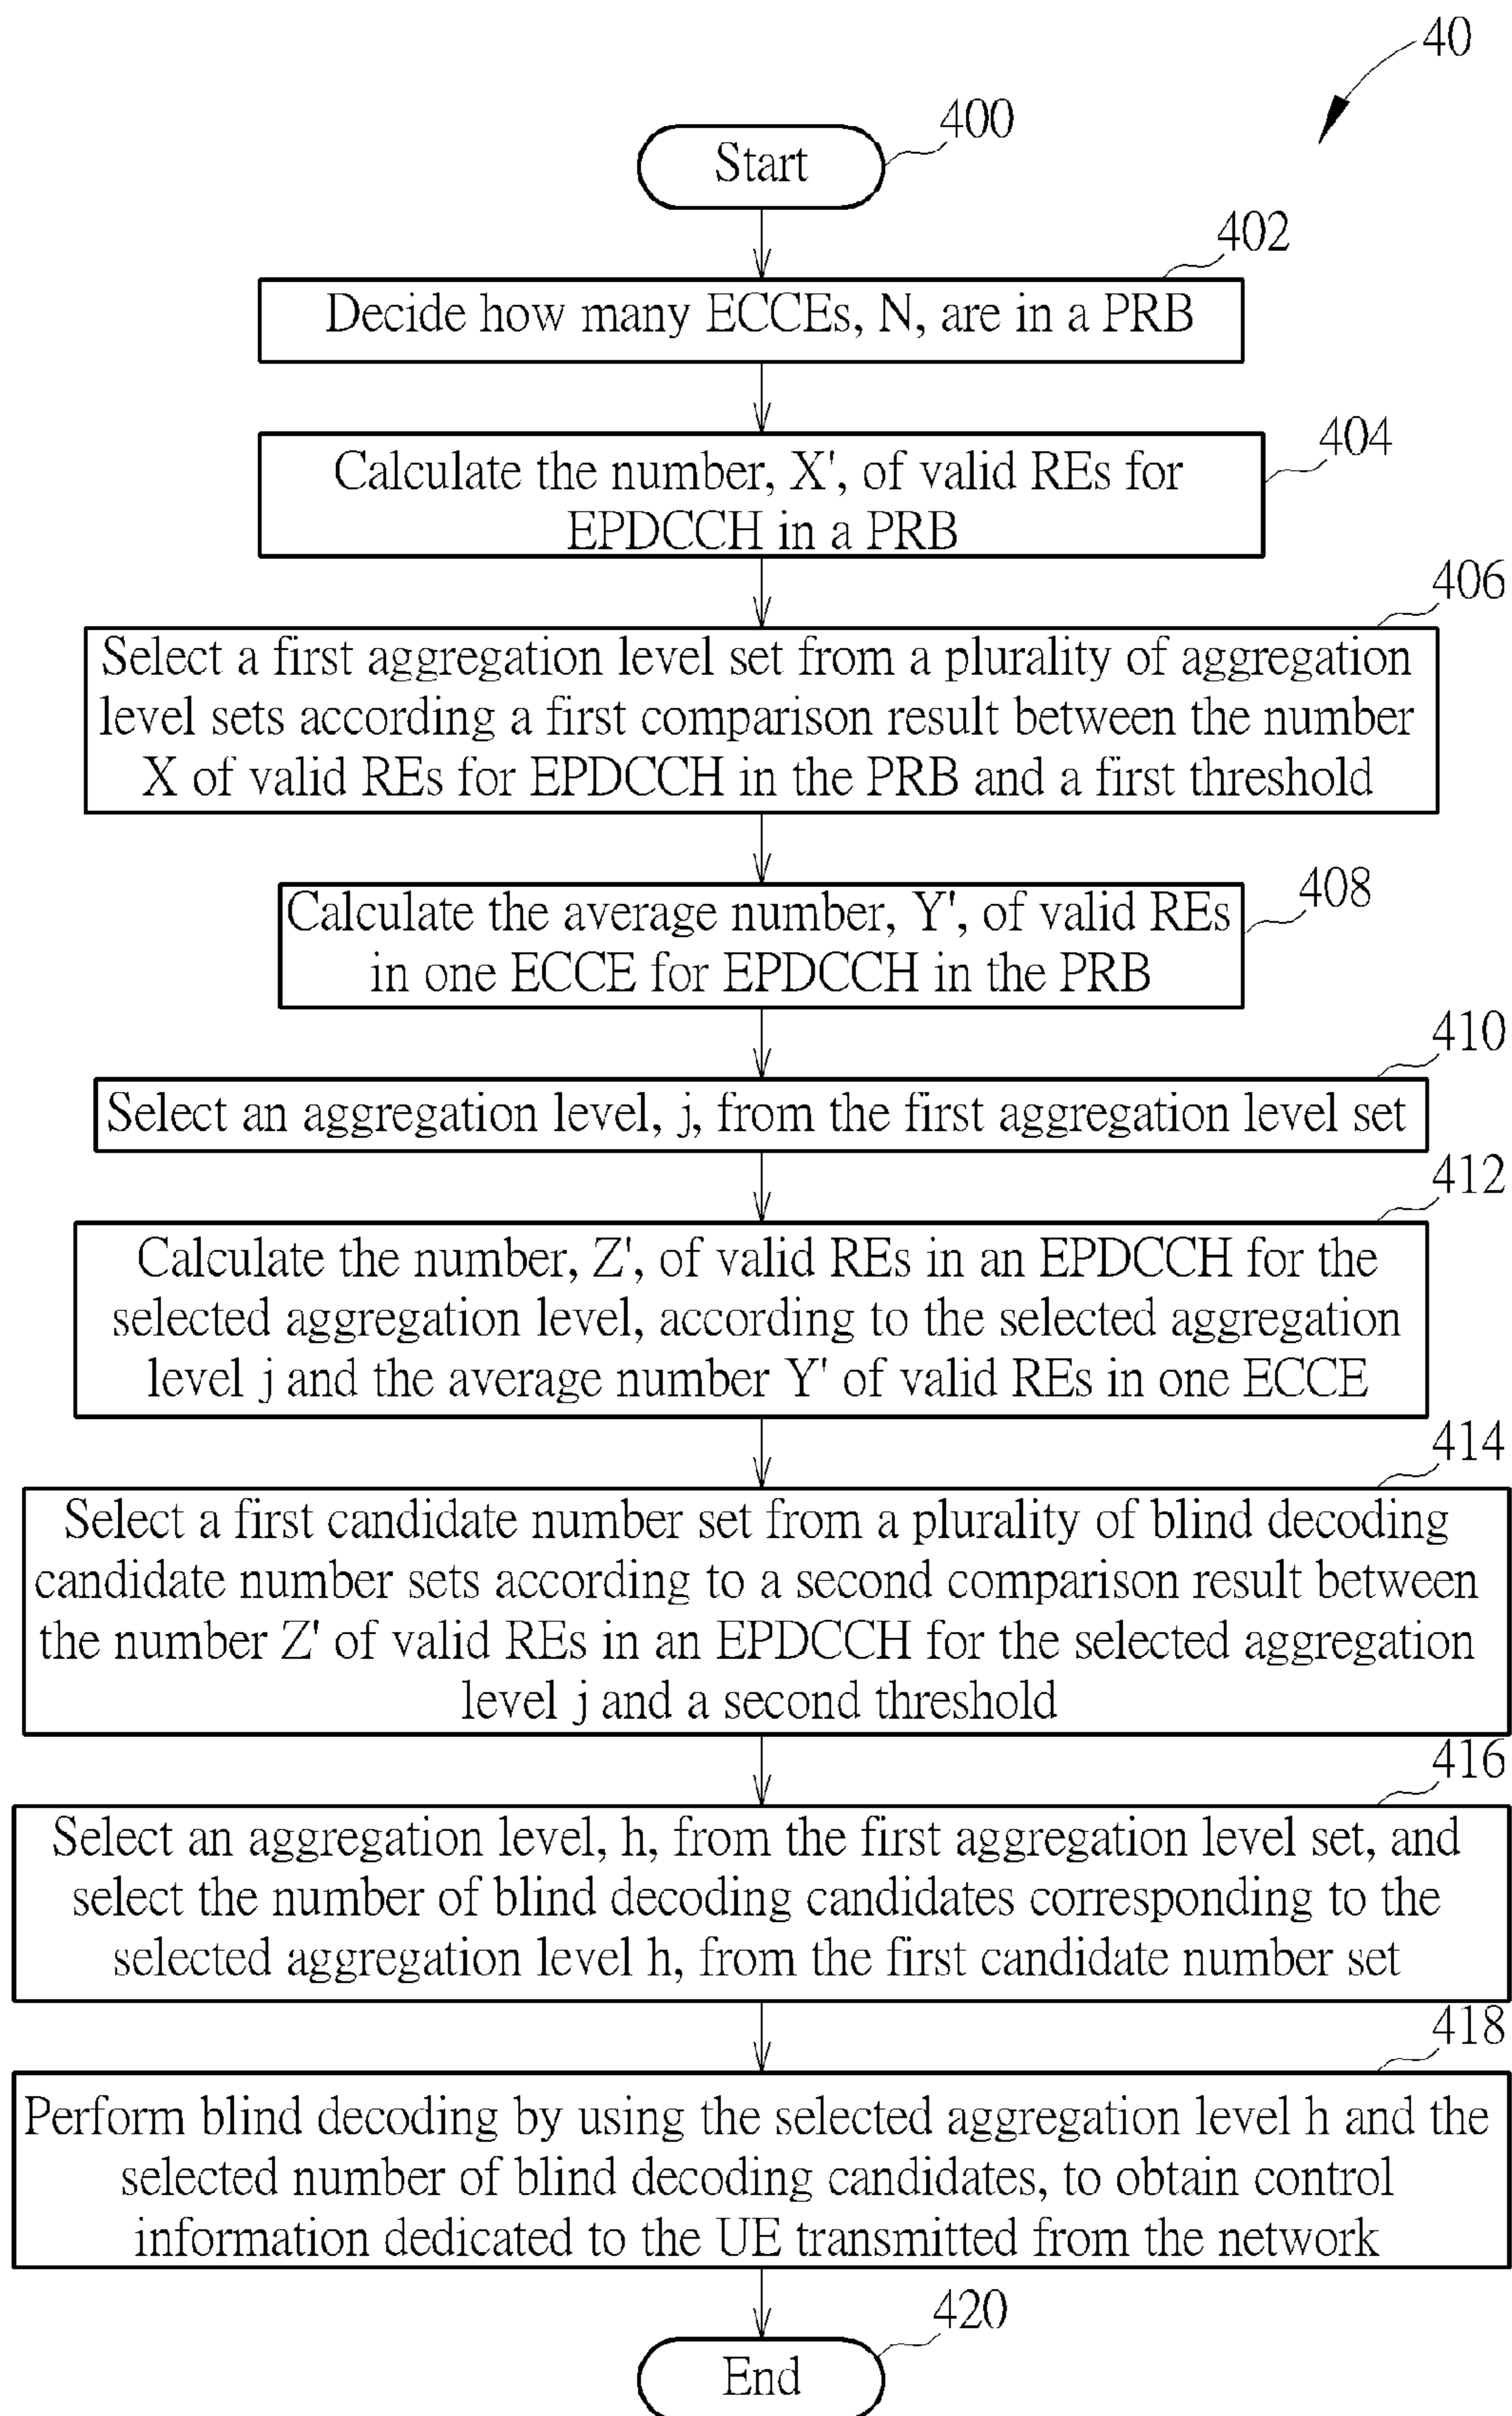 40
400
Start
402
Decide how many ECCEs, N, are in a PRB
404
Calculate the number, X', of valid REs for
EPDCCH in a PRB
406
Select a first aggregation level set from a plurality of aggregation
level sets according a first comparison result between the number
X of valid REs for EPDCCH in the PRB and a first threshold
408
Calculate the average number, Y', of valid REs
in one ECCE for EPDCCH in the PRB
410
Select an aggregation level, j, from the first aggregation level set
412
Calculate the number, Z', of valid REs in an EPDCCH for the
selected aggregation level, according to the selected aggregation
level j and the average number Y' of valid REs in one ECCE
414
Select a first candidate number set from a plurality of blind decoding
candidate number sets according to a second comparison result between
the number Z' of valid REs in an EPDCCH for the selected aggregation
level j and a second threshold
416
Select an aggregation level, h, from the first aggregation level set, and
select the number of blind decoding candidates corresponding to the
selected aggregation level h, from the first candidate number set
418
Perform blind decoding by using the selected aggregation level h and the
selected number of blind decoding candidates, to obtain control
information dedicated to the UE transmitted from the network
420
End